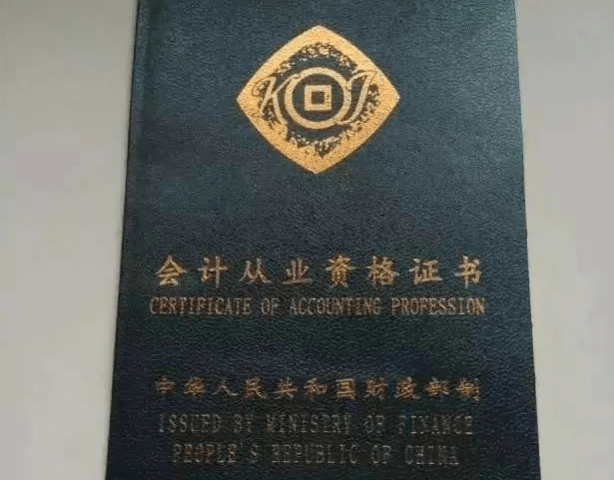 KJ
会计从业资格证书
CERTIFICATE OF ACCOUNTING PROFESSION
中华人民共和国财政部制
ISSUED BY MINISTRY OF FINANCE
PEOPLE'S REPUBLIC OF CHINA